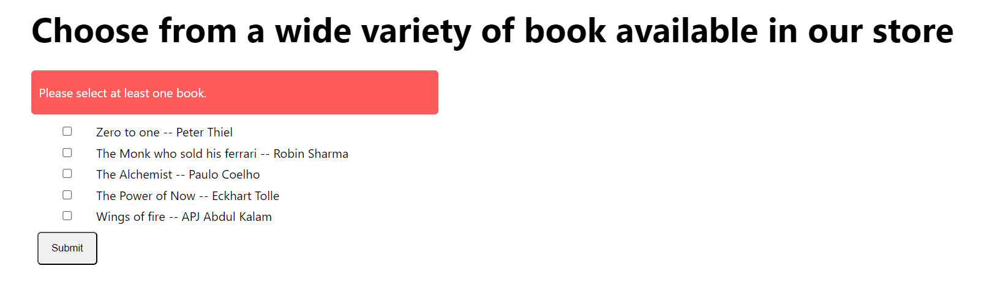 Choose from a wide variety of book available in our store
Please select at least one book.
Zero to one -- Peter Thiel
The Monk who sold his ferrari -- Robin Sharma
The Alchemist -- Paulo Coelho
The Power of Now -- Eckhart Tolle
Wings of fire -- APJ Abdul Kalam
Submit